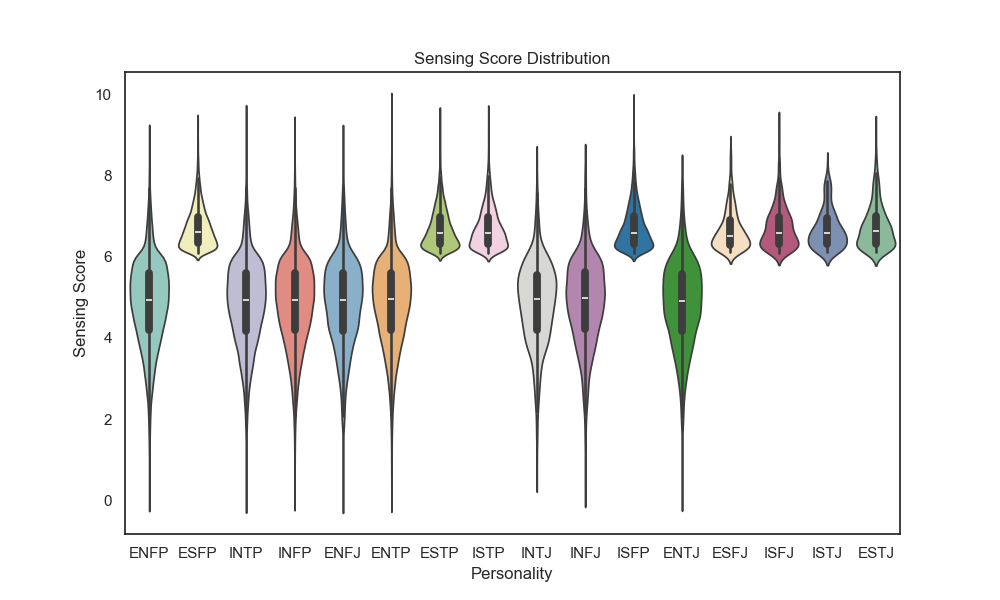 Sensing Score Distribution
10
8
6
4
2
0
Sensing Score
ENFP ESFP INTP INFP ENFJ ENTP ESTP ISTP INTJ INFJ ISFP ENTJ ESFJ ISFJ ISTJ ESTJ
Personality